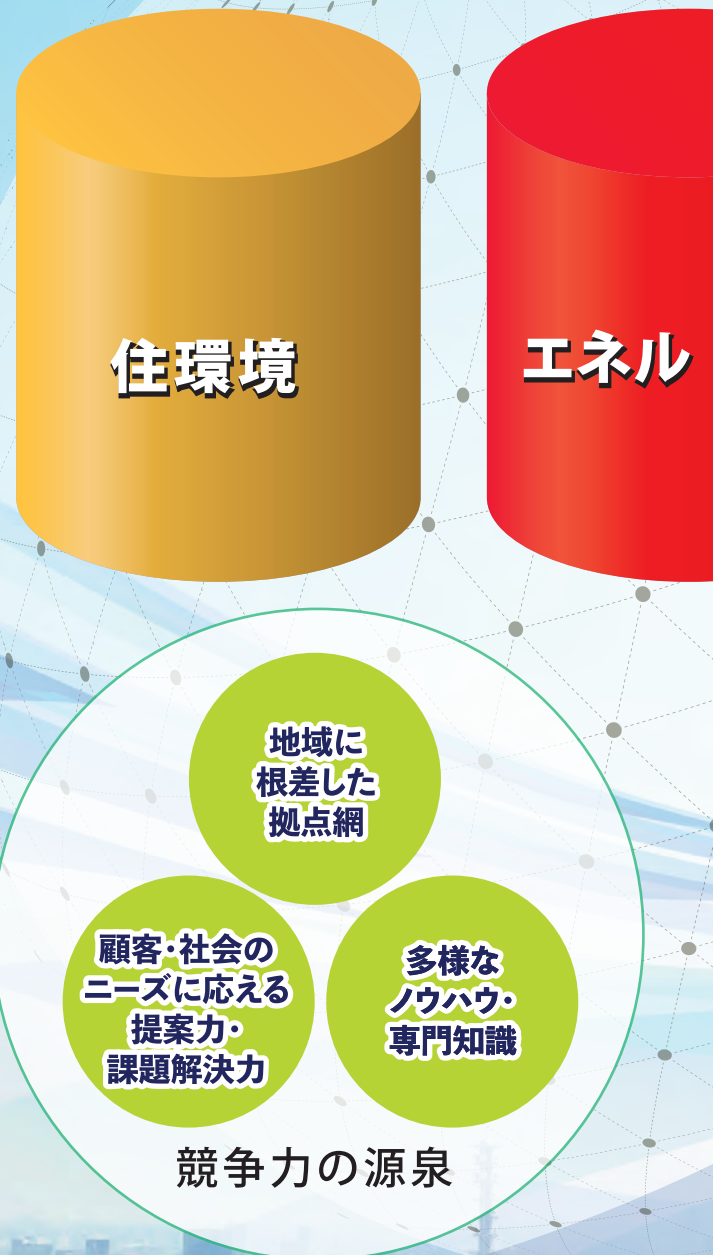 住環境
エネル
地域に
根差した
拠点網
顧客・社会の
ニーズに応える
提案力・
課題解決力
多様な
ノウハウ・
専門知識
競争力の源泉